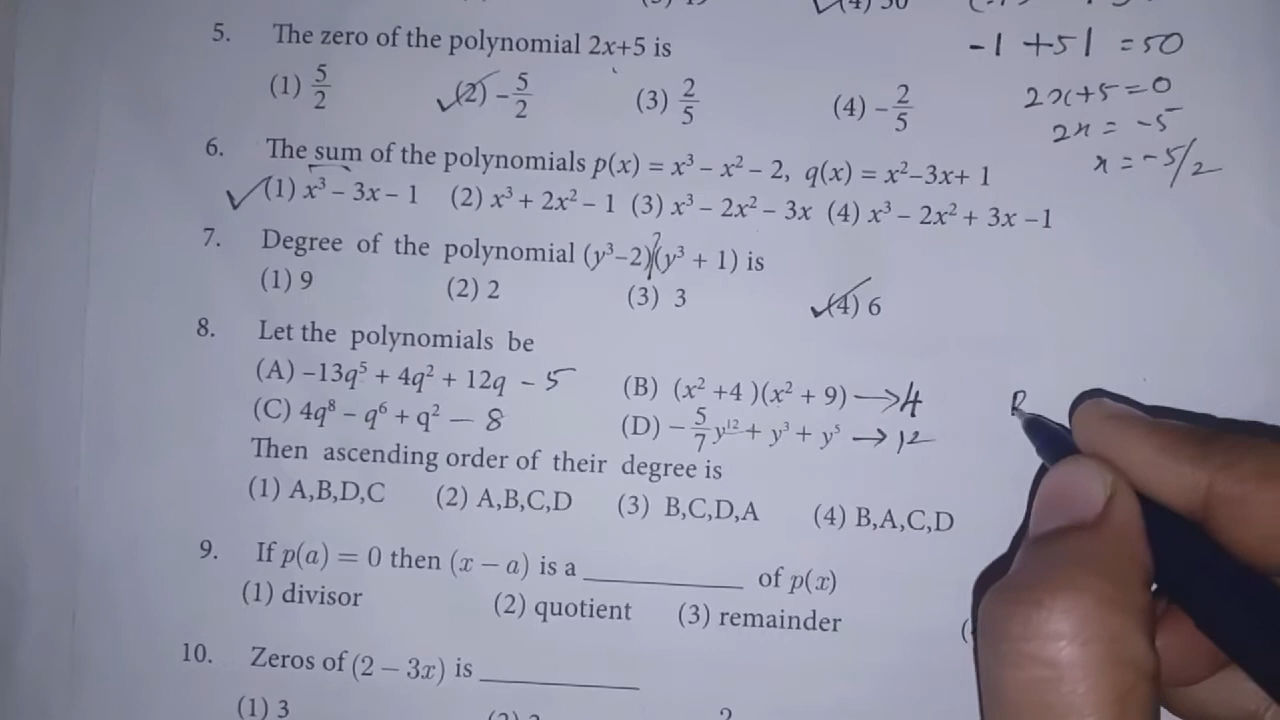 (4) 50
5. The zero of the polynomial 2x+5 is
-1 +51 = 50
(1) 5/2 (2) -5/2 (3) 2/5 (4) -2/5
2x+5=0
2x = -5
x = -5/2
6. The sum of the polynomials p(x) = x³ – x² – 2, q(x) = x²–3x+ 1
(1) x³ – 3x – 1 (2) x³ + 2x² – 1 (3) x³ – 2x² – 3x (4) x³ – 2x² + 3x –1
7. Degree of the polynomial (y³–2)(y³ + 1) is
(1) 9 (2) 2 (3) 3 (4) 6
8. Let the polynomials be
(A) –13q⁵ + 4q² + 12q - 5 (B) (x² +4 )(x² + 9) → 4
(C) 4q⁸ – q⁶ + q² - 8 (D) –5/7 y¹² + y³ + y⁵ → 12
Then ascending order of their degree is
(1) A,B,D,C (2) A,B,C,D (3) B,C,D,A (4) B,A,C,D
9. If p(a) = 0 then (x – a) is a ________ of p(x)
(1) divisor (2) quotient (3) remainder
10. Zeros of (2 – 3x) is ________
(1) 3